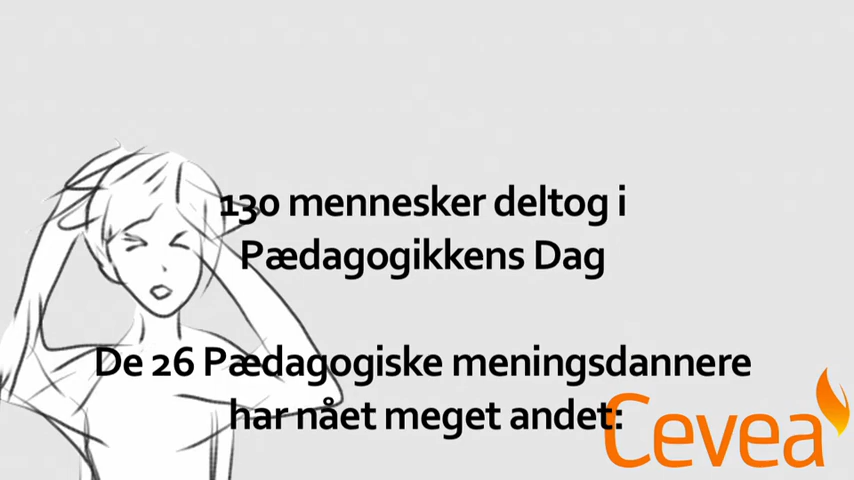 130 mennesker deltog i
Pædagogikkens Dag
De 26 Pædagogiske meningsdannere
har nået meget andet:
Cevea